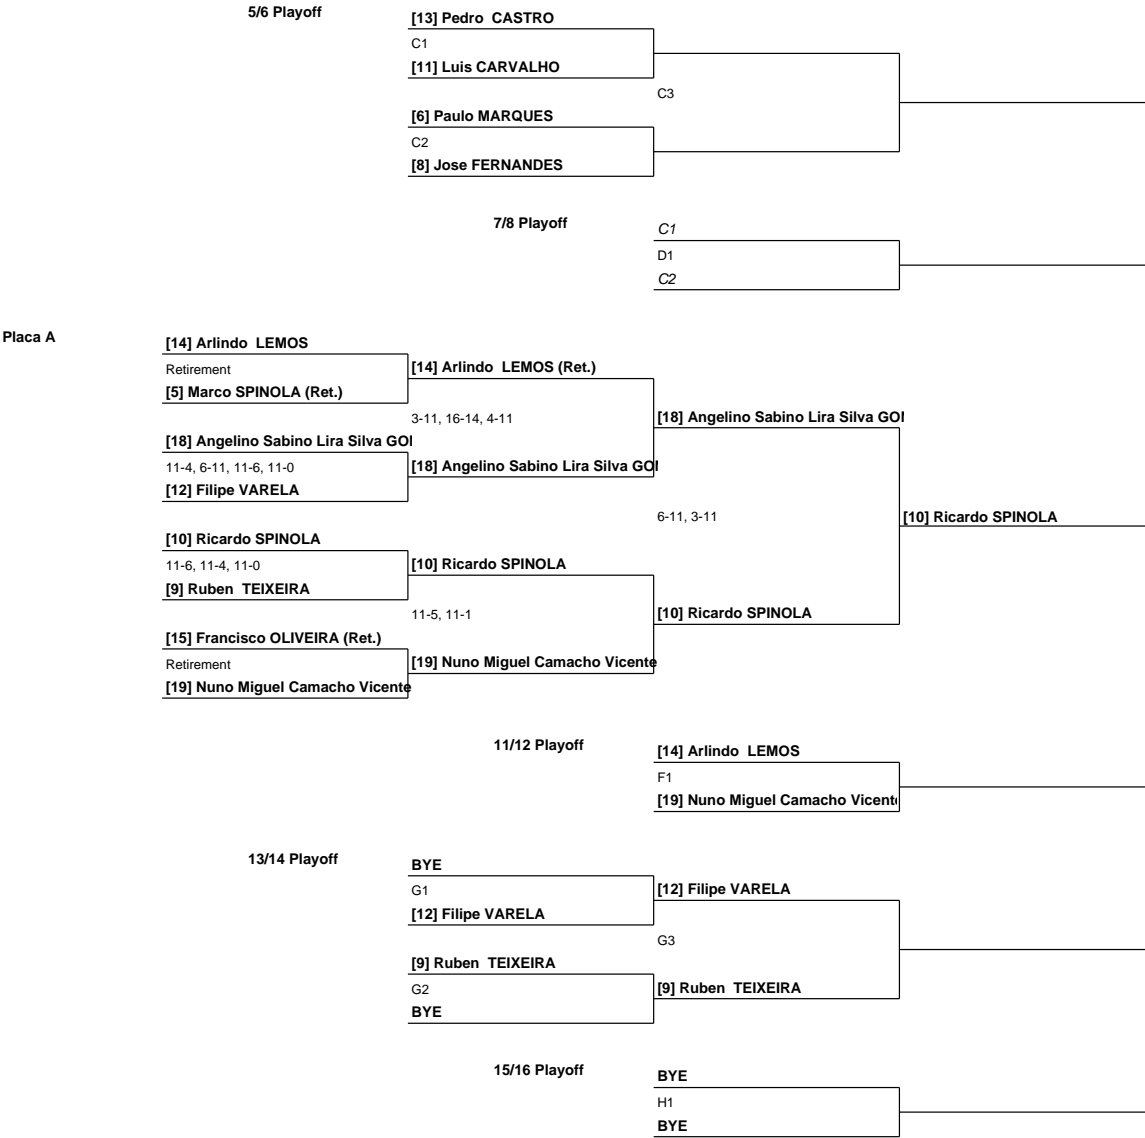 5/6 Playoff
[13] Pedro CASTRO
C1
[11] Luis CARVALHO
C3
[6] Paulo MARQUES
C2
[8] Jose FERNANDES
7/8 Playoff
C1
D1
C2
Placa A
[14] Arlindo LEMOS
Retirement
[5] Marco SPINOLA (Ret.)
[14] Arlindo LEMOS (Ret.)
3-11, 16-14, 4-11
[18] Angelino Sabino Lira Silva GO
11-4, 6-11, 11-6, 11-0
[12] Filipe VARELA
[18] Angelino Sabino Lira Silva GO
[18] Angelino Sabino Lira Silva GO
6-11, 3-11
[10] Ricardo SPINOLA
[10] Ricardo SPINOLA
11-6, 11-4, 11-0
[9] Ruben TEIXEIRA
[10] Ricardo SPINOLA
11-5, 11-1
[10] Ricardo SPINOLA
[15] Francisco OLIVEIRA (Ret.)
Retirement
[19] Nuno Miguel Camacho Vicente
[19] Nuno Miguel Camacho Vicente
11/12 Playoff
[14] Arlindo LEMOS
F1
[19] Nuno Miguel Camacho Vicent
13/14 Playoff
BYE
G1
[12] Filipe VARELA
[12] Filipe VARELA
G3
[9] Ruben TEIXEIRA
G2
BYE
[9] Ruben TEIXEIRA
15/16 Playoff
BYE
H1
BYE